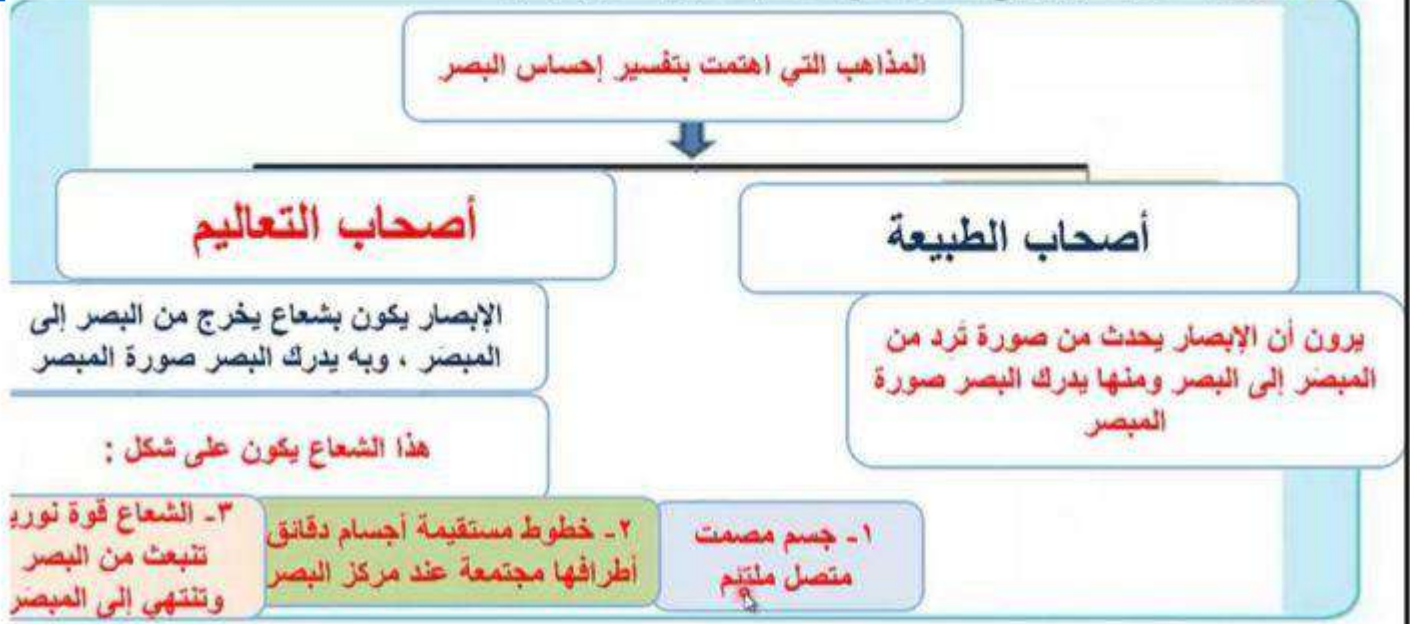 المذاهب التي اهتمت بتفسير إحساس البصر
أصحاب الطبيعة
يرون أن الإبصار يحدث من صورة تَرد من
المبصَر إلى البصر ومنها يدرك البصر صورة
المبصر
أصحاب التعاليم
الإبصار يكون بشعاع يخرج من البصر إلى
المبصَر ، وبه يدرك البصر صورة المبصر
هذا الشعاع يكون على شكل :
١- جسم مصمت
متصل ملتئم
٢- خطوط مستقيمة أجسام دقائق
أطرافها مجتمعة عند مركز البصر
٣- الشعاع قوة نوري
تنبعث من البصر
وتنتهي إلى المبصَر